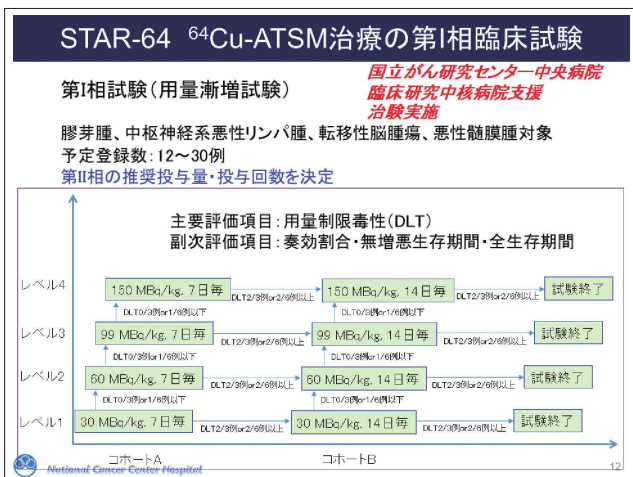 STAR-64 ⁶⁴Cu-ATSM治療の第I相臨床試験
第I相試験(用量漸増試験)
国立がん研究センター中央病院
臨床研究中核病院支援
治験実施
膠芽腫、中枢神経系悪性リンパ腫、転移性脳腫瘍、悪性髄膜腫対象
予定登録数:12~30例
第II相の推奨投与量・投与回数を決定
主要評価項目:用量制限毒性(DLT)
副次評価項目:奏効割合・無増悪生存期間・全生存期間
レベル4
150 MBq/kg, 7日毎
DLT2/3例or2/6例以上
150 MBq/kg, 14日毎
DLT2/3例or2/6例以上
試験終了
DLT0/3例or1/6例以下
DLT0/3例or1/6例以下
レベル3
99 MBq/kg, 7日毎
DLT2/3例or2/6例以上
99 MBq/kg, 14日毎
DLT2/3例or2/6例以上
試験終了
DLT0/3例or1/6例以下
DLT0/3例or1/6例以下
レベル2
60 MBq/kg, 7日毎
DLT2/3例or2/6例以上
60 MBq/kg, 14日毎
DLT2/3例or2/6例以上
試験終了
DLT0/3例or1/6例以下
DLT0/3例or1/6例以下
レベル1
30 MBq/kg, 7日毎
DLT2/3例or2/6例以上
30 MBq/kg, 14日毎
DLT2/3例or2/6例以上
試験終了
コホートA
コホートB
National Cancer Center Hospital
12